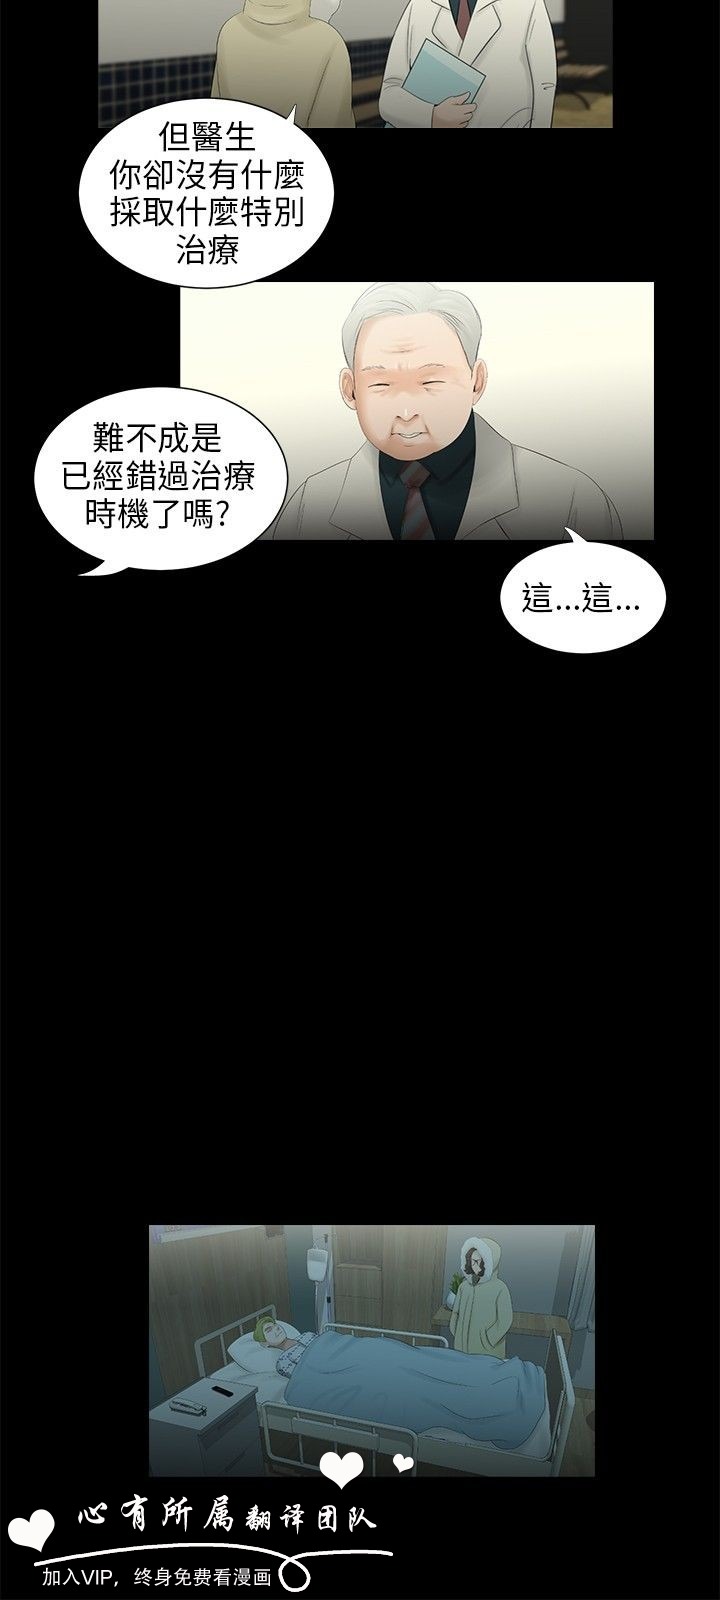 但醫生
你卻沒有什麼
採取什麼特別
治療
難不成是
已經錯過治療
時機了嗎?
這...這...
心有所属翻译团队
加入VIP，终身免费看漫画